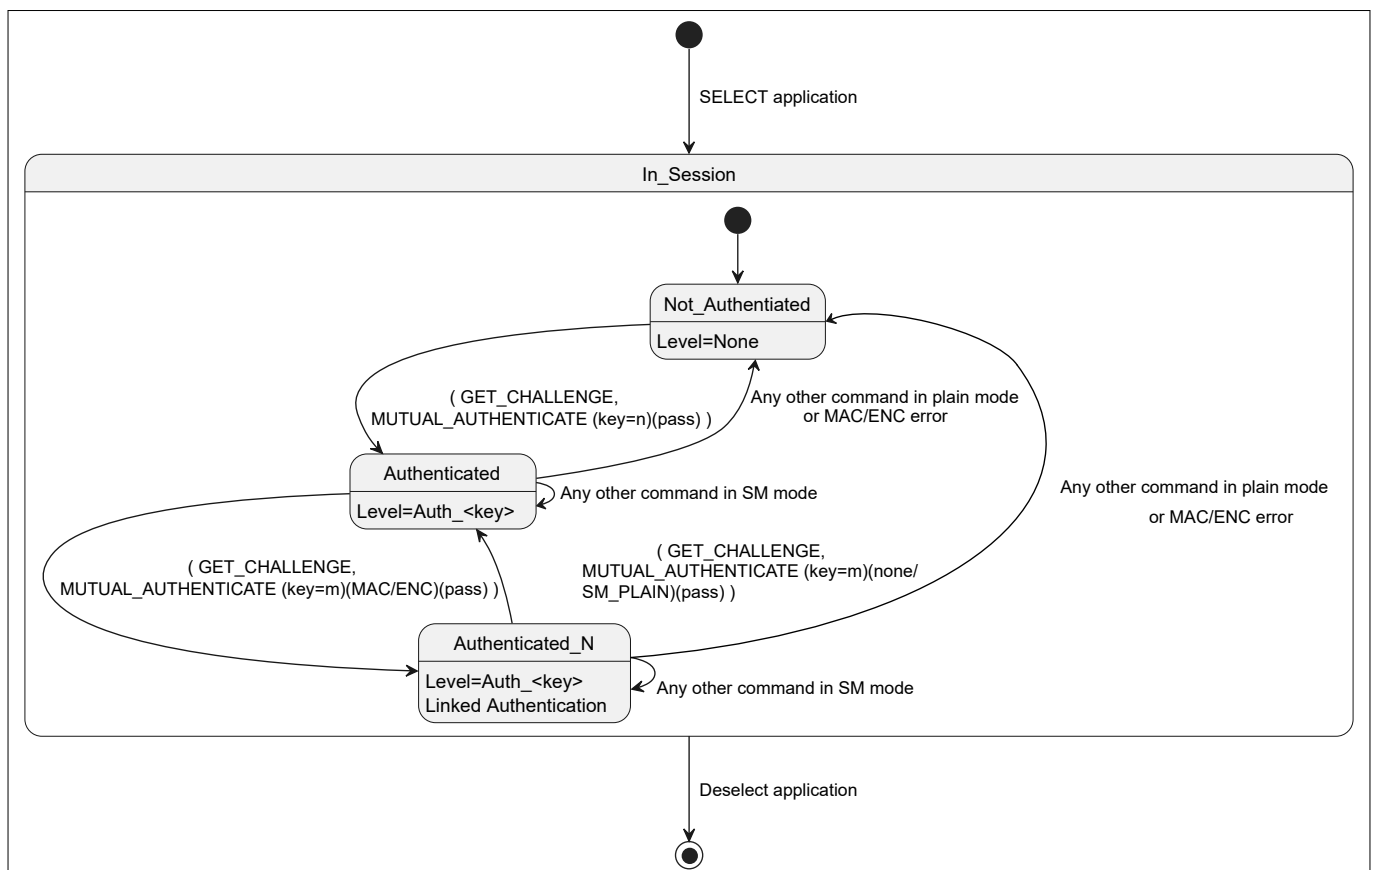 SELECT application
In_Session
Not_Authentiated
Level=None
( GET_CHALLENGE,
MUTUAL_AUTHENTICATE (key=n)(pass) )
Any other command in plain mode
or MAC/ENC error
Authenticated
Level=Auth_<key>
Any other command in SM mode
Any other command in plain mode
or MAC/ENC error
( GET_CHALLENGE,
MUTUAL_AUTHENTICATE (key=m)(MAC/ENC)(pass) )
( GET_CHALLENGE,
MUTUAL_AUTHENTICATE (key=m)(none/
SM_PLAIN)(pass) )
Authenticated_N
Level=Auth_<key>
Linked Authentication
Any other command in SM mode
Deselect application